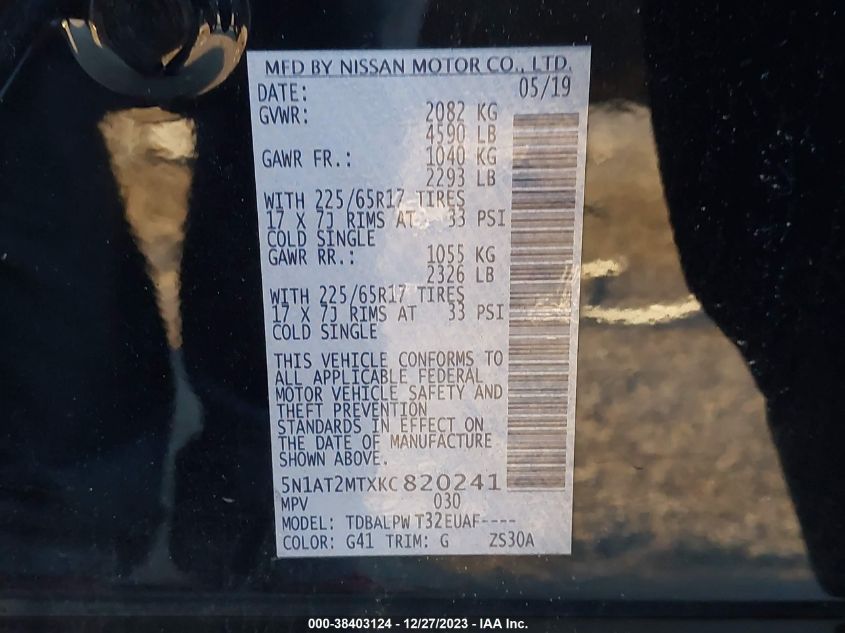 MFD BY NISSAN MOTOR CO., LTD.
DATE: 05/19
GVWR: 2082 KG
4590 LB
GAWR FR.: 1040 KG
2293 LB
WITH 225/65R17 TIRES
17 X 7J RIMS AT 33 PSI
COLD SINGLE
GAWR RR.: 1055 KG
2326 LB
WITH 225/65R17 TIRES
17 X 7J RIMS AT 33 PSI
COLD SINGLE
THIS VEHICLE CONFORMS TO
ALL APPLICABLE FEDERAL
MOTOR VEHICLE SAFETY AND
THEFT PREVENTION
STANDARDS IN EFFECT ON
THE DATE OF MANUFACTURE
SHOWN ABOVE.
5N1AT2MTXKC820241
MPV 030
MODEL: TDBALPW T32EUAF----
COLOR: G41 TRIM: G ZS30A
000-38403124 - 12/27/2023 - IAA Inc.